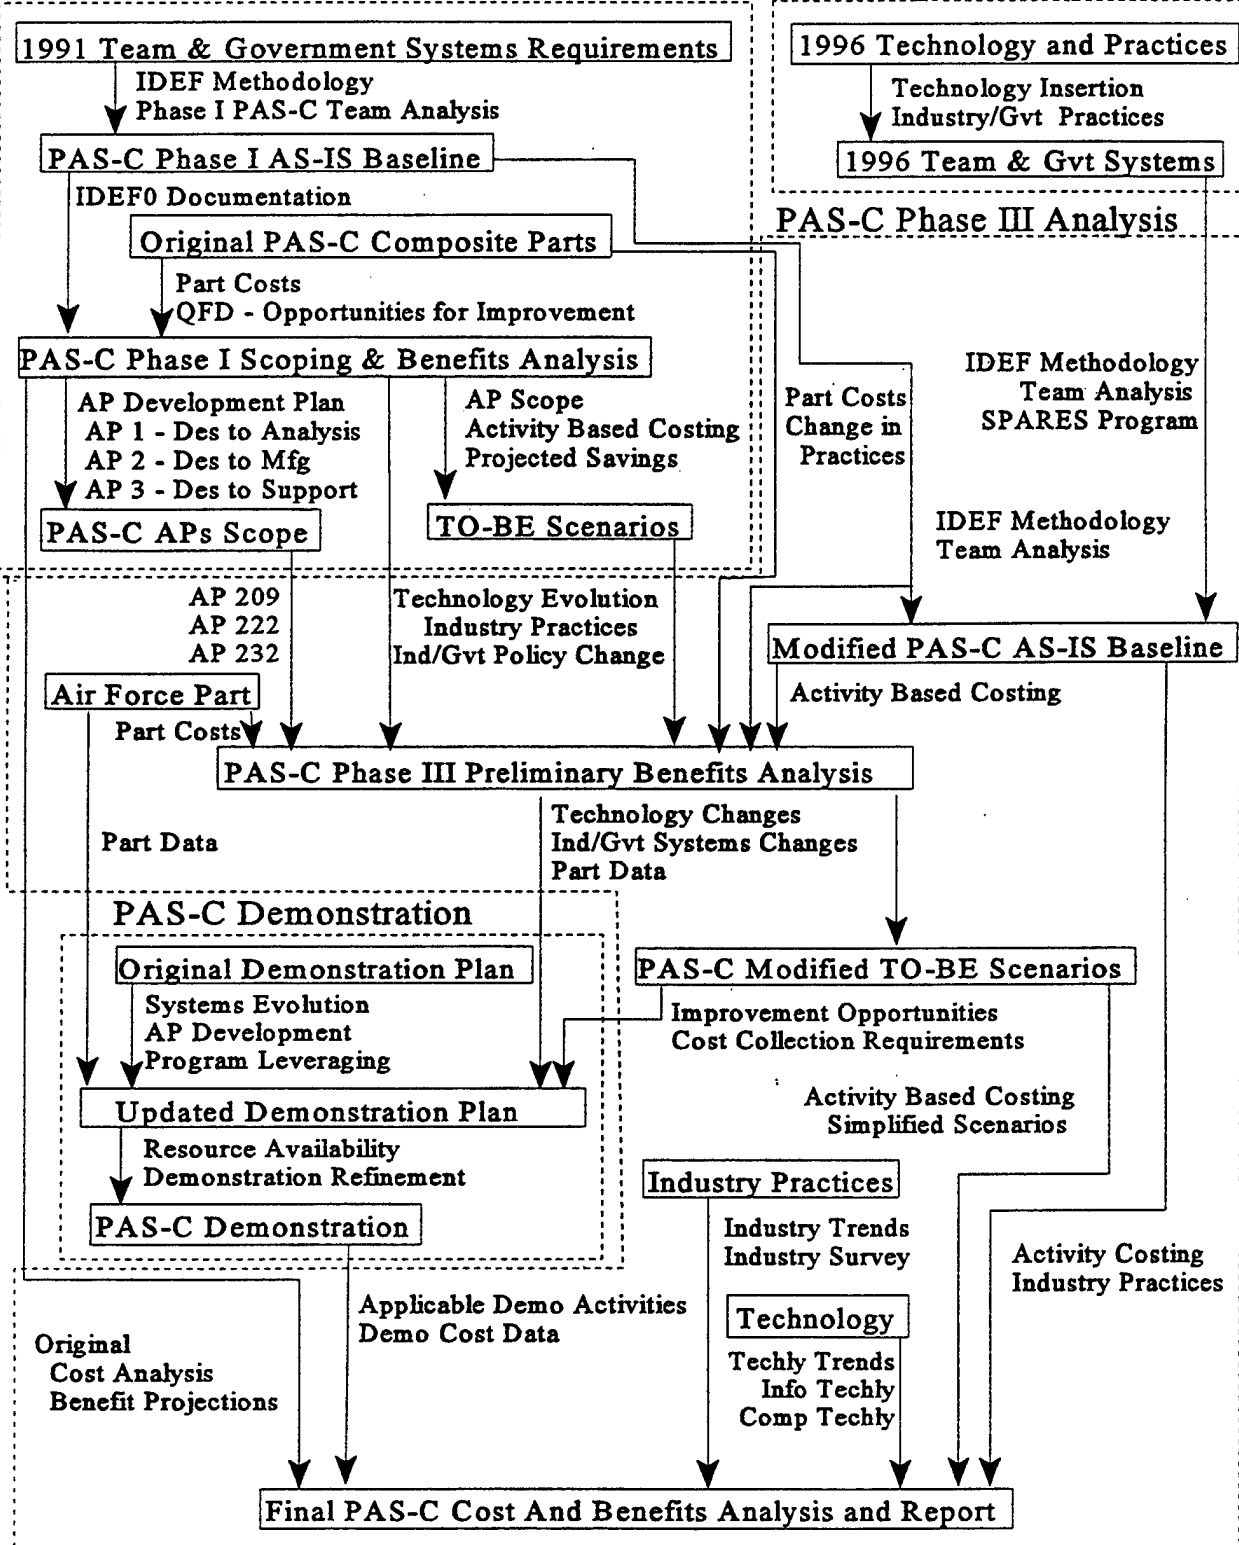 1991 Team & Government Systems Requirements
IDEF Methodology
Phase I PAS-C Team Analysis
PAS-C Phase I AS-IS Baseline
IDEF0 Documentation
Original PAS-C Composite Parts
Part Costs
QFD - Opportunities for Improvement
PAS-C Phase I Scoping & Benefits Analysis
AP Development Plan
AP 1 - Des to Analysis
AP 2 - Des to Mfg
AP 3 - Des to Support
PAS-C APs Scope
AP Scope
Activity Based Costing
Projected Savings
TO-BE Scenarios
1996 Technology and Practices
Technology Insertion
Industry/Gvt Practices
1996 Team & Gvt Systems
PAS-C Phase III Analysis
Part Costs
Change in
Practices
IDEF Methodology
Team Analysis
SPARES Program
IDEF Methodology
Team Analysis
AP 209
AP 222
AP 232
Technology Evolution
Industry Practices
Ind/Gvt Policy Change
Modified PAS-C AS-IS Baseline
Activity Based Costing
Air Force Part
Part Costs
PAS-C Phase III Preliminary Benefits Analysis
Part Data
Technology Changes
Ind/Gvt Systems Changes
Part Data
PAS-C Demonstration
Original Demonstration Plan
Systems Evolution
AP Development
Program Leveraging
Updated Demonstration Plan
Resource Availability
Demonstration Refinement
PAS-C Demonstration
PAS-C Modified TO-BE Scenarios
Improvement Opportunities
Cost Collection Requirements
Activity Based Costing
Simplified Scenarios
Industry Practices
Industry Trends
Industry Survey
Activity Costing
Industry Practices
Applicable Demo Activities
Demo Cost Data
Technology
Techly Trends
Info Techly
Comp Techly
Original
Cost Analysis
Benefit Projections
Final PAS-C Cost And Benefits Analysis and Report